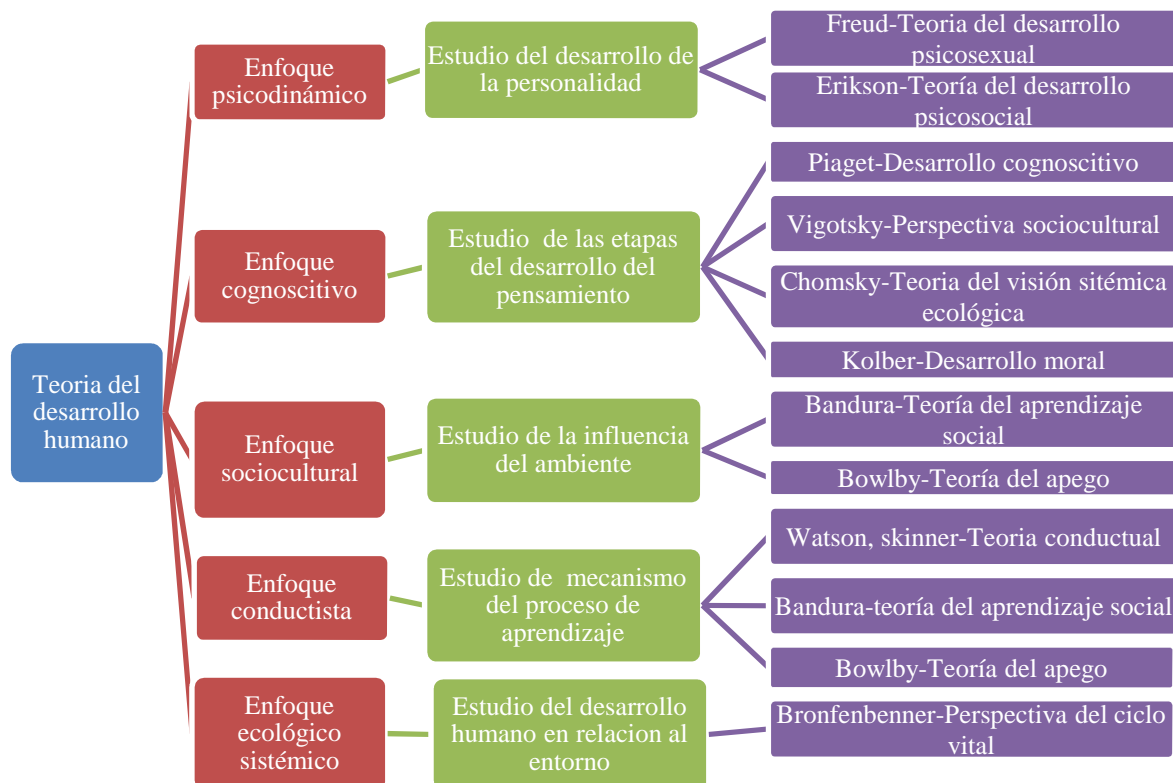 Teoria del
desarrollo
humano
Enfoque
psicodinámico
Estudio del desarrollo de
la personalidad
Freud-Teoria del desarrollo
psicosexual
Erikson-Teoría del desarrollo
psicosocial
Enfoque
cognoscitivo
Estudio de las etapas
del desarrollo del
pensamiento
Piaget-Desarrollo cognoscitivo
Vigotsky-Perspectiva sociocultural
Chomsky-Teoria del visión sitémica
ecológica
Kolber-Desarrollo moral
Enfoque
sociocultural
Estudio de la influencia
del ambiente
Bandura-Teoría del aprendizaje
social
Bowlby-Teoría del apego
Enfoque
conductista
Estudio de mecanismo
del proceso de
aprendizaje
Watson, skinner-Teoria conductual
Bandura-teoría del aprendizaje social
Bowlby-Teoría del apego
Enfoque
ecológico
sistémico
Estudio del desarrollo
humano en relacion al
entorno
Bronfenbenner-Perspectiva del ciclo
vital